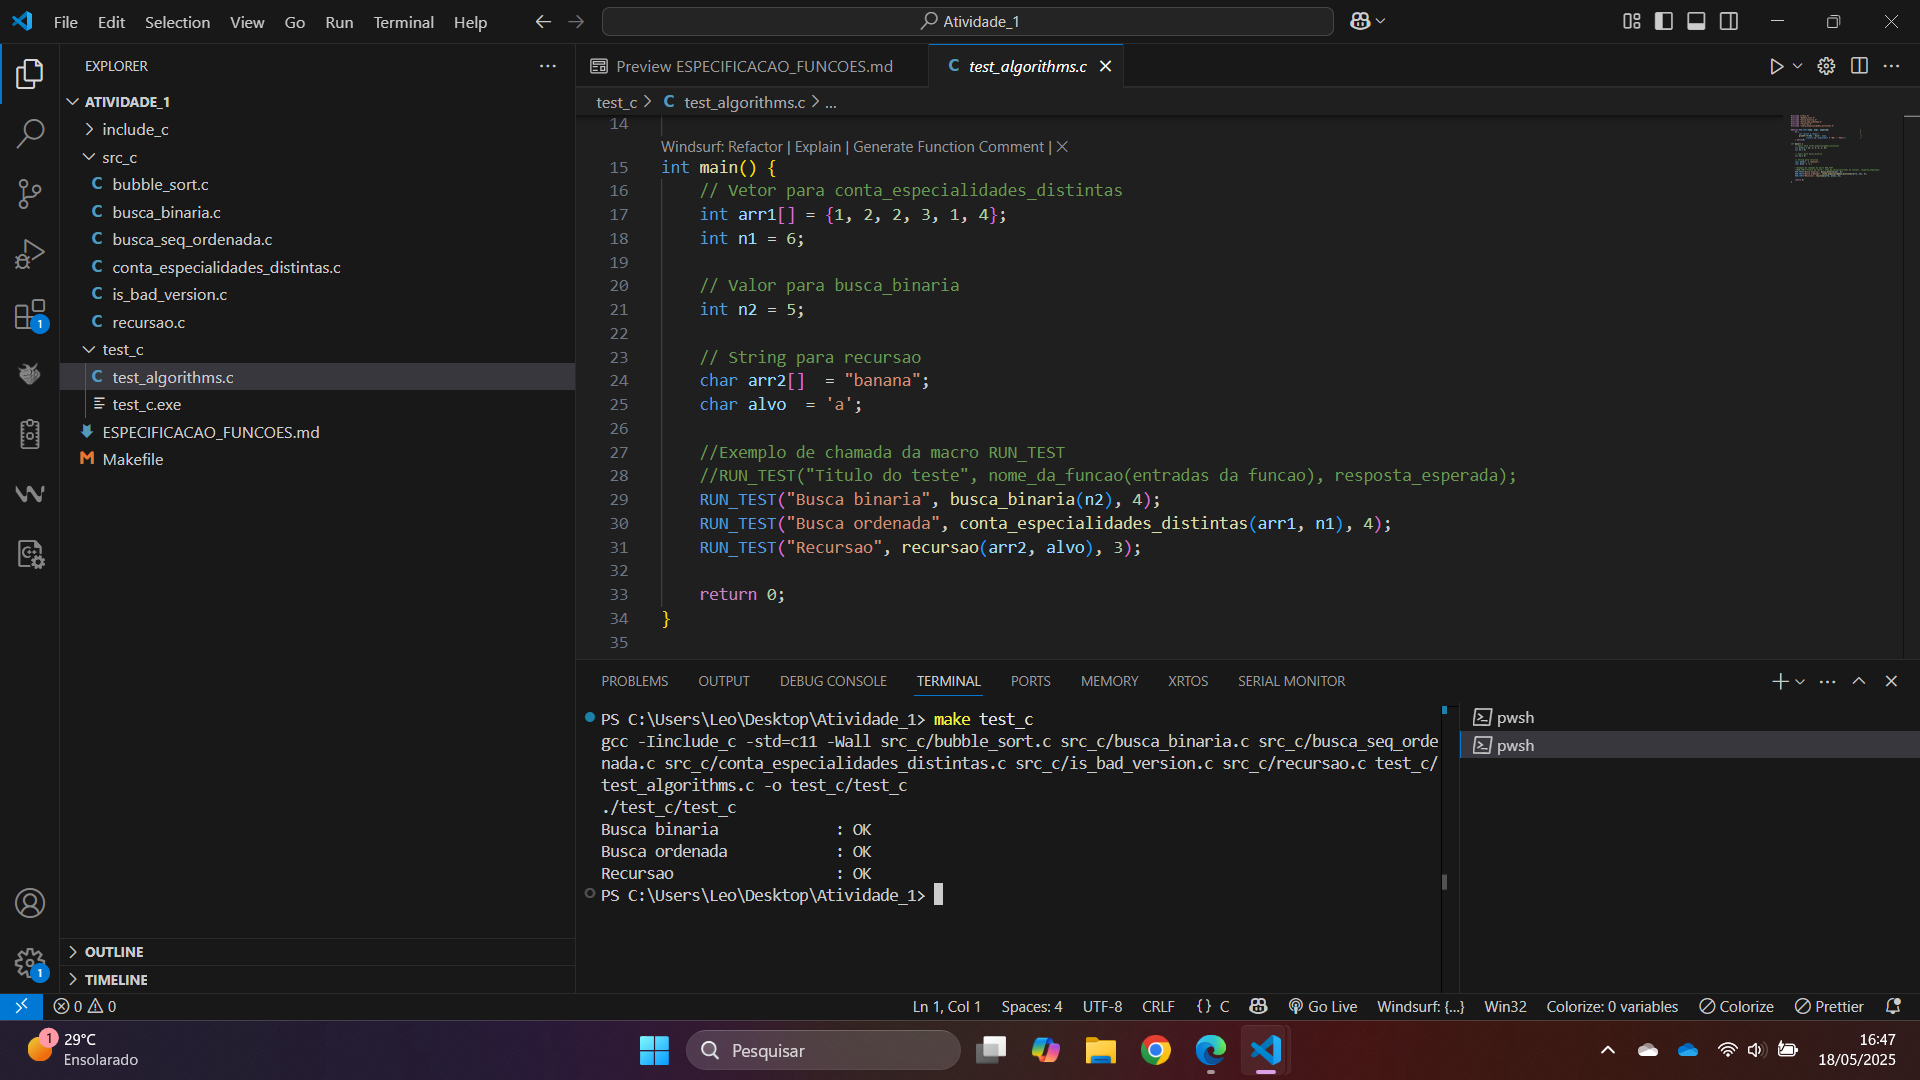 File Edit Selection View Go Run Terminal Help
Atividade_1
EXPLORER
ATIVIDADE_1
include_c
src_c
C bubble_sort.c
C busca_binaria.c
C busca_seq_ordenada.c
C conta_especialidades_distintas.c
C is_bad_version.c
C recursao.c
test_c
C test_algorithms.c
test_c.exe
ESPECIFICACAO_FUNCOES.md
M Makefile
OUTLINE
TIMELINE
1
1
Preview ESPECIFICACAO_FUNCOES.md
C test_algorithms.c
test_c > C test_algorithms.c > ...
14
Windsurf: Refactor | Explain | Generate Function Comment | X
15 int main() {
16 // Vetor para conta_especialidades_distintas
17 int arr1[] = {1, 2, 2, 3, 1, 4};
18 int n1 = 6;
19
20 // Valor para busca_binaria
21 int n2 = 5;
22
23 // String para recursao
24 char arr2[]  = "banana";
25 char alvo  = 'a';
26
27 //Exemplo de chamada da macro RUN_TEST
28 //RUN_TEST("Titulo do teste", nome_da_funcao(entradas da funcao), resposta_esperada);
29 RUN_TEST("Busca binaria", busca_binaria(n2), 4);
30 RUN_TEST("Busca ordenada", conta_especialidades_distintas(arr1, n1), 4);
31 RUN_TEST("Recursao", recursao(arr2, alvo), 3);
32
33 return 0;
34 }
35
PROBLEMS OUTPUT DEBUG CONSOLE TERMINAL PORTS MEMORY XRTOS SERIAL MONITOR
PS C:\Users\Leo\Desktop\Atividade_1> make test_c
gcc -Iinclude_c -std=c11 -Wall src_c/bubble_sort.c src_c/busca_binaria.c src_c/busca_seq_orde
nada.c src_c/conta_especialidades_distintas.c src_c/is_bad_version.c src_c/recursao.c test_c/
test_algorithms.c -o test_c/test_c
./test_c/test_c
Busca binaria : OK
Busca ordenada : OK
Recursao : OK
PS C:\Users\Leo\Desktop\Atividade_1>
pwsh
pwsh
0 0 Ln 1, Col 1 Spaces: 4 UTF-8 CRLF {} C Go Live Windsurf: {...} Win32 Colorize: 0 variables Colorize Prettier
1
29°C
Ensolarado
Pesquisar
16:47
18/05/2025